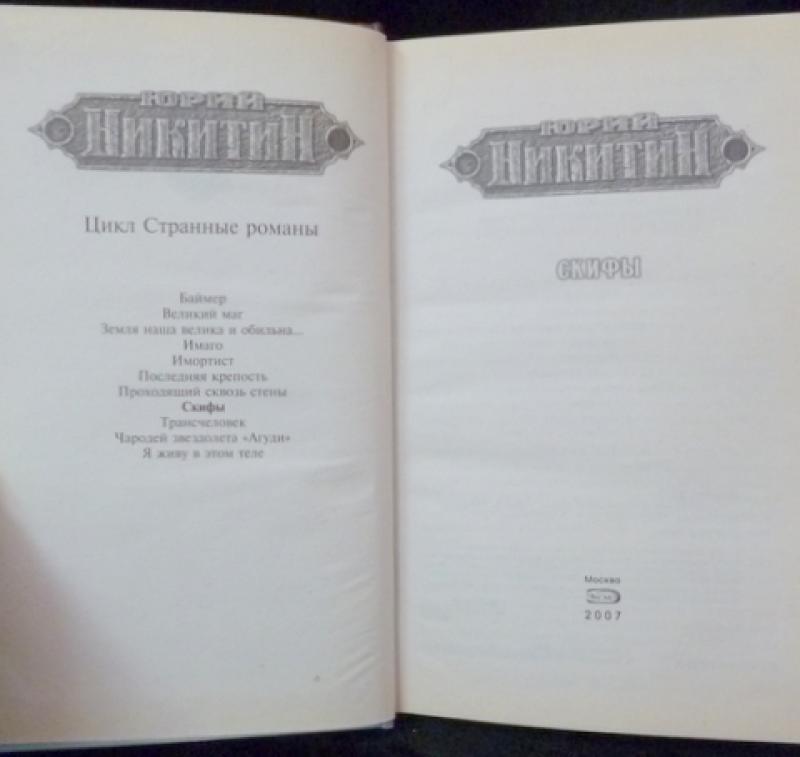 ЮРИЙ
НИКИТИН
Цикл Странные романы
Баймер
Великий маг
Земля наша велика и обильна...
Имаго
Имортист
Последняя крепость
Проходящий сквозь стены
Скифы
Трансчеловек
Чародей звездолета «Агуди»
Я живу в этом теле
ЮРИЙ
НИКИТИН
СКИФЫ
Москва
2007